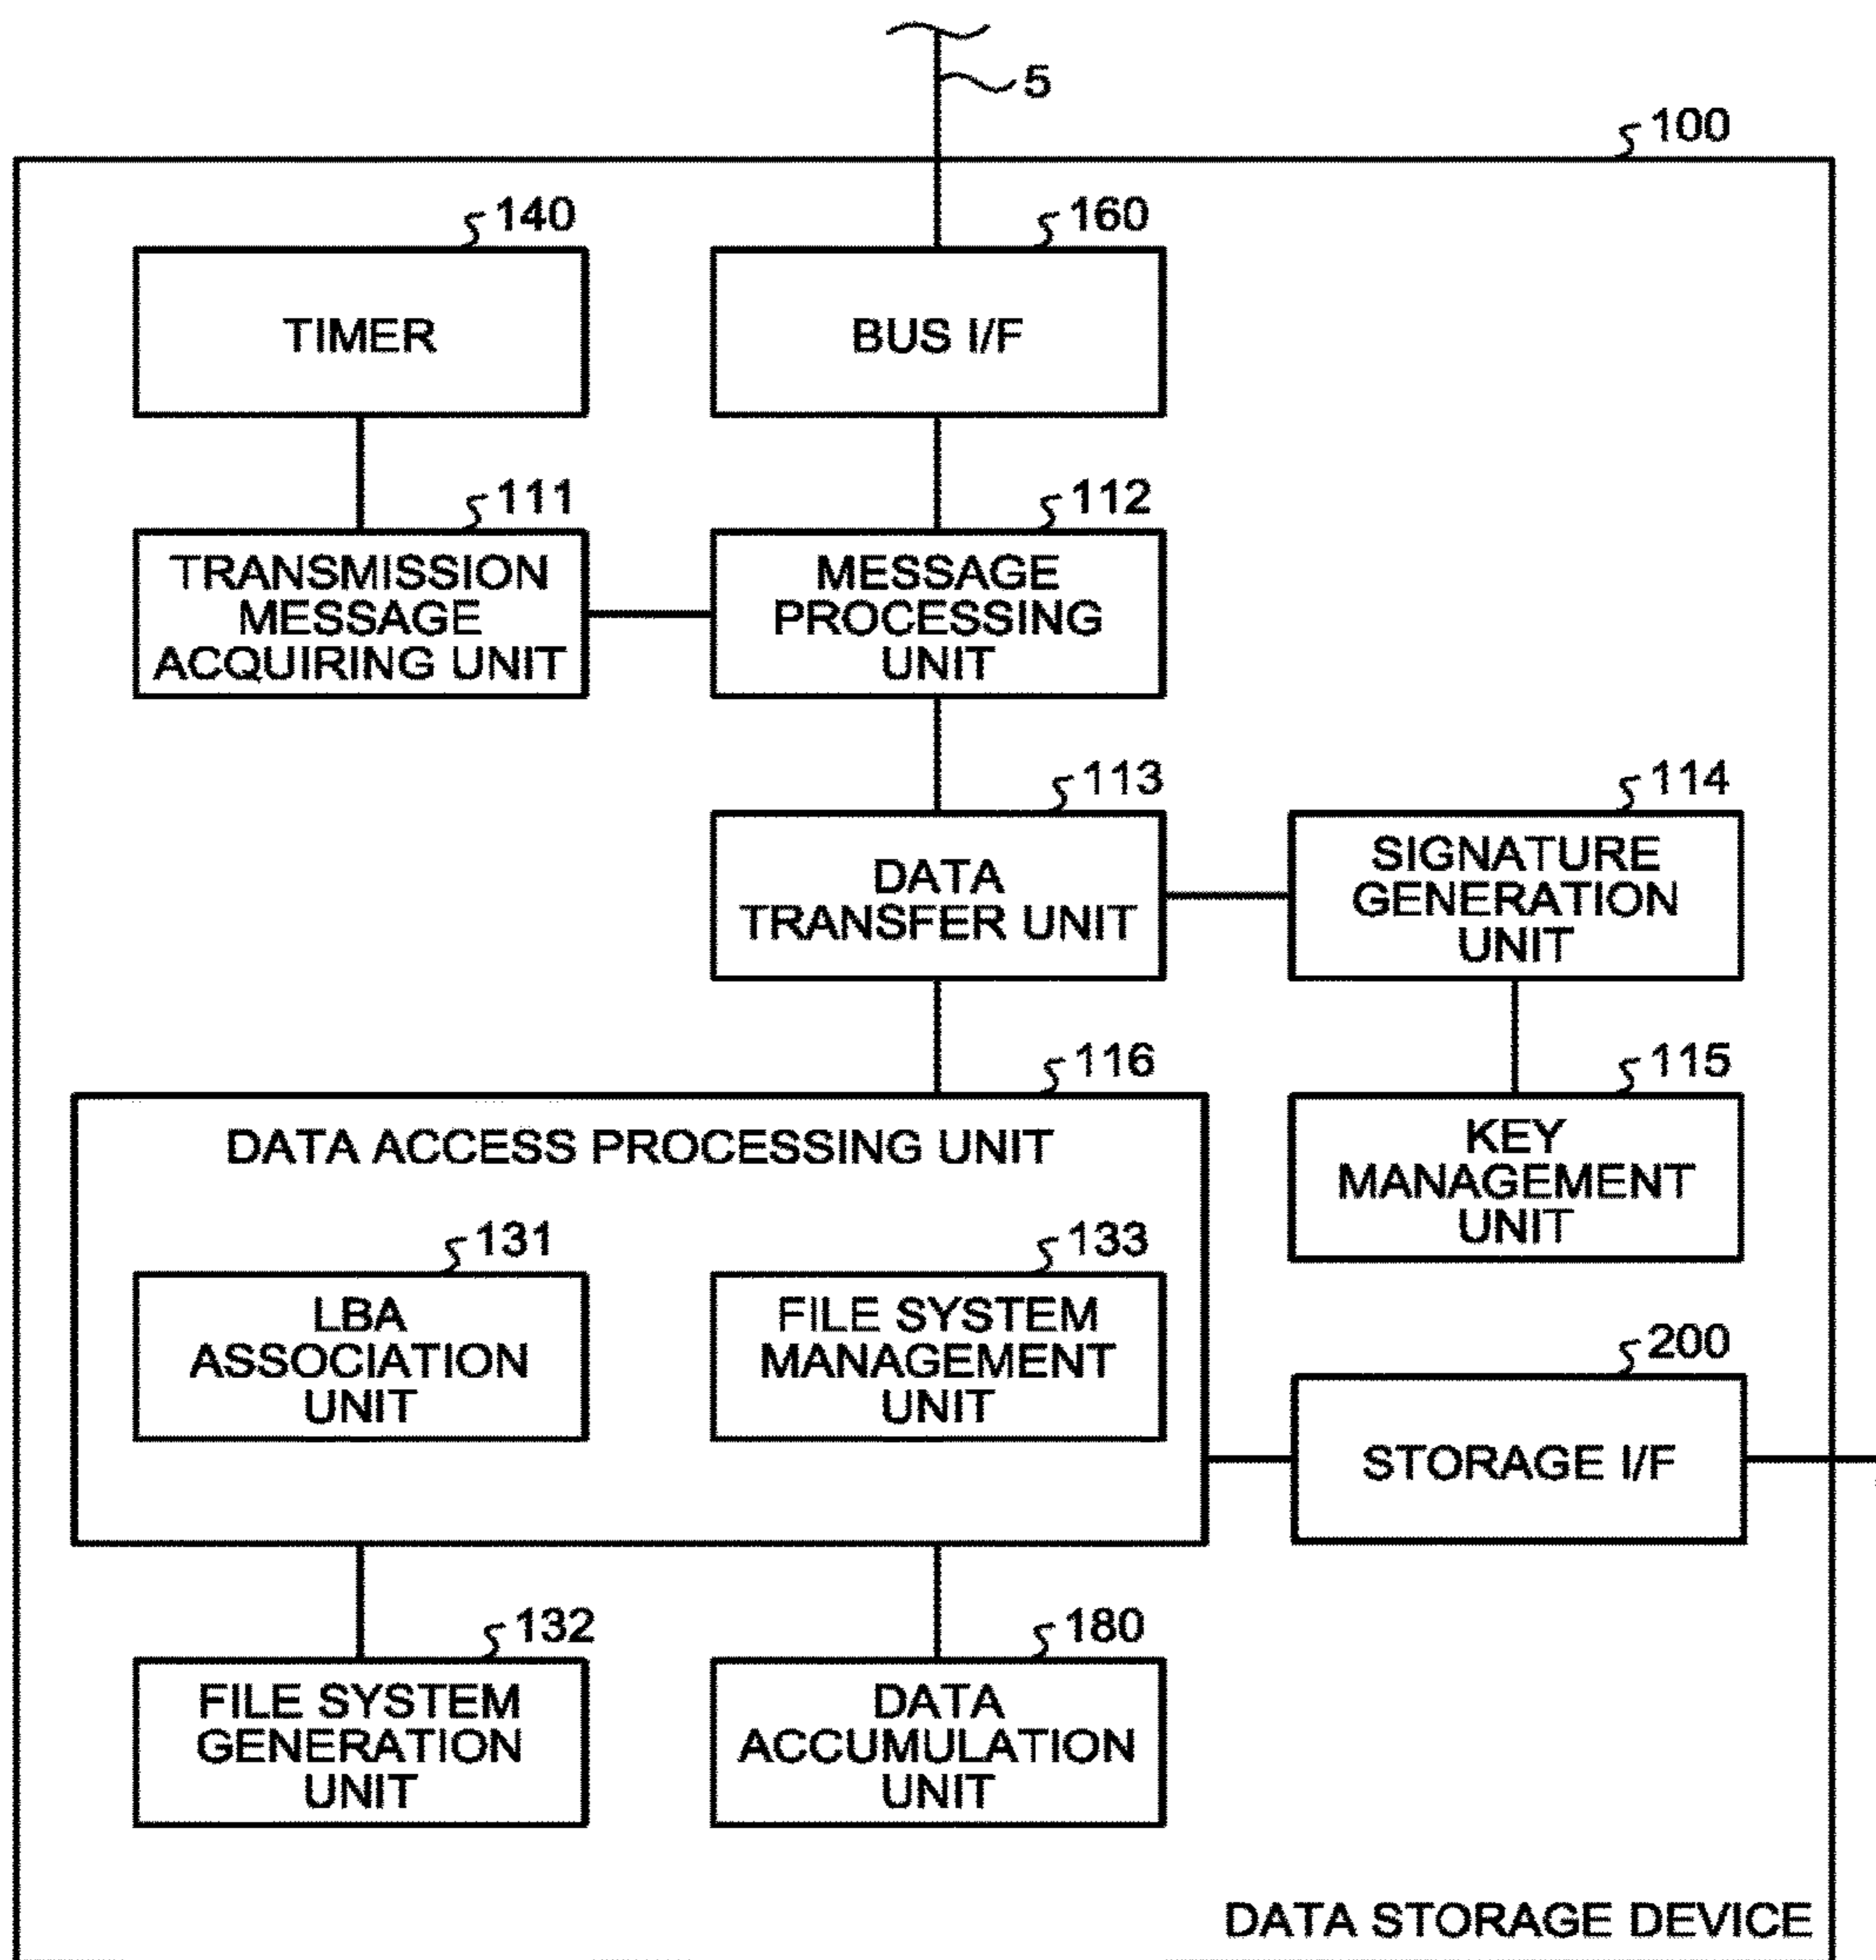 5
100
140
160
TIMER
BUS I/F
111
112
TRANSMISSION
MESSAGE
ACQUIRING UNIT
MESSAGE
PROCESSING
UNIT
113
114
DATA
TRANSFER UNIT
SIGNATURE
GENERATION
UNIT
116
115
DATA ACCESS PROCESSING UNIT
KEY
MANAGEMENT
UNIT
131
133
LBA
ASSOCIATION
UNIT
FILE SYSTEM
MANAGEMENT
UNIT
200
STORAGE I/F
132
180
FILE SYSTEM
GENERATION
UNIT
DATA
ACCUMULATION
UNIT
DATA STORAGE DEVICE